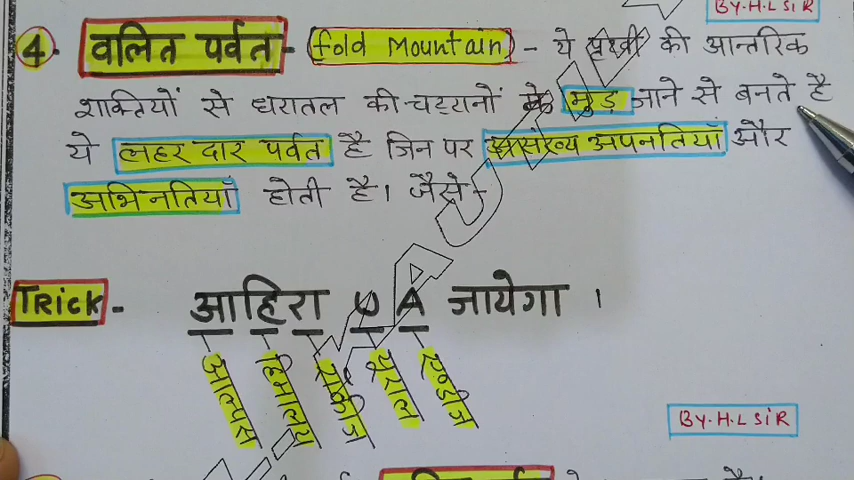 BY.H.L SIR
4. वलित पर्वत - (fold Mountain) - ये पृथ्वी की आन्तरिक
शक्तियों से धरातल की चट्टानों के मुड़ जाने से बनते है
ये लहर दार पर्वत है जिन पर असंख्य अपनतियाँ और
अभिनतियाँ होती है। जैसे -
Trick - आहिरा U A जायेगा ।
आल्पस हिमालय रॉकीज यूराल एण्डीज
BY.H.L SIR